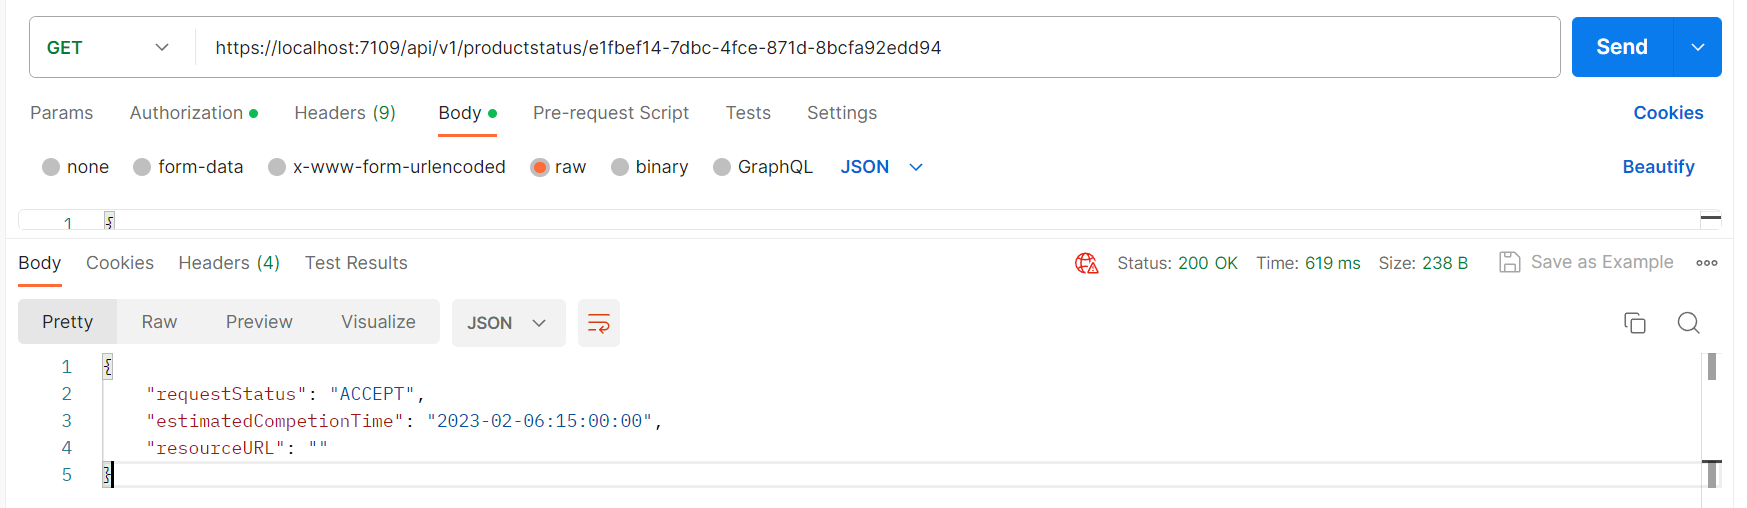 GET https://localhost:7109/api/v1/productstatus/e1fbef14-7dbc-4fce-871d-8bcfa92edd94 Send
Params Authorization Headers (9) Body Pre-request Script Tests Settings Cookies
none form-data x-www-form-urlencoded raw binary GraphQL JSON Beautify
1 {
Body Cookies Headers (4) Test Results Status: 200 OK Time: 619 ms Size: 238 B Save as Example
Pretty Raw Preview Visualize JSON
1 {
2 "requestStatus": "ACCEPT",
3 "estimatedCompetionTime": "2023-02-06:15:00:00",
4 "resourceURL": ""
5 }